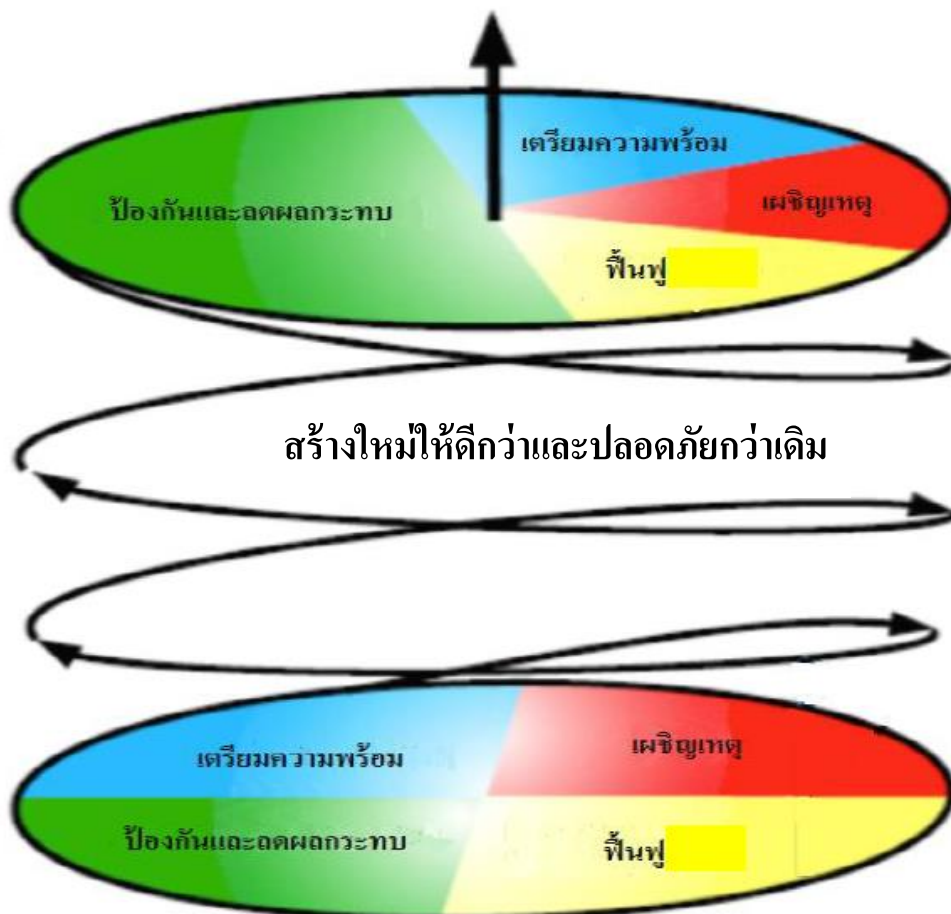 เตรียมความพร้อม
เผชิญเหตุ
ป้องกันและลดผลกระทบ
ฟื้นฟู
สร้างใหม่ให้ดีกว่าและปลอดภัยกว่าเดิม
เตรียมความพร้อม
เผชิญเหตุ
ป้องกันและลดผลกระทบ
ฟื้นฟู